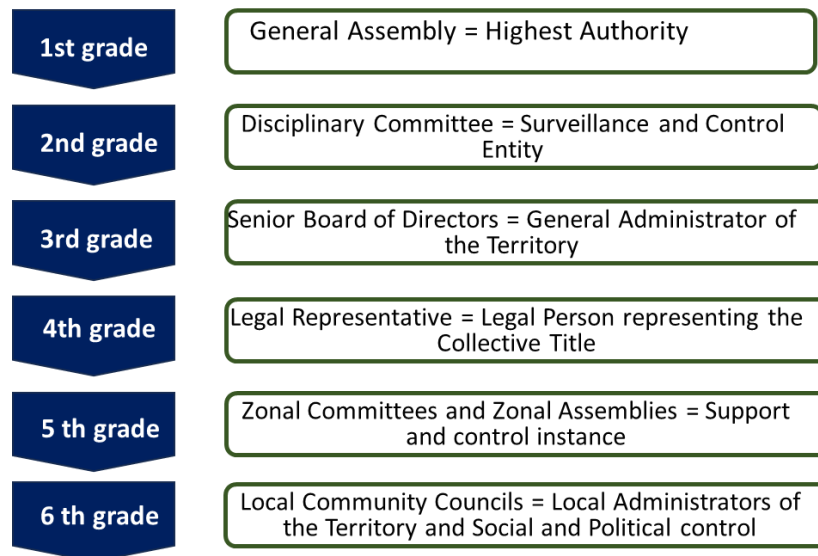 1st grade
General Assembly = Highest Authority
2nd grade
Disciplinary Committee = Surveillance and Control
Entity
3rd grade
Senior Board of Directors = General Administrator of
the Territory
4th grade
Legal Representative = Legal Person representing the
Collective Title
5 th grade
Zonal Committees and Zonal Assemblies = Support
and control instance
6 th grade
Local Community Councils = Local Administrators of
the Territory and Social and Political control